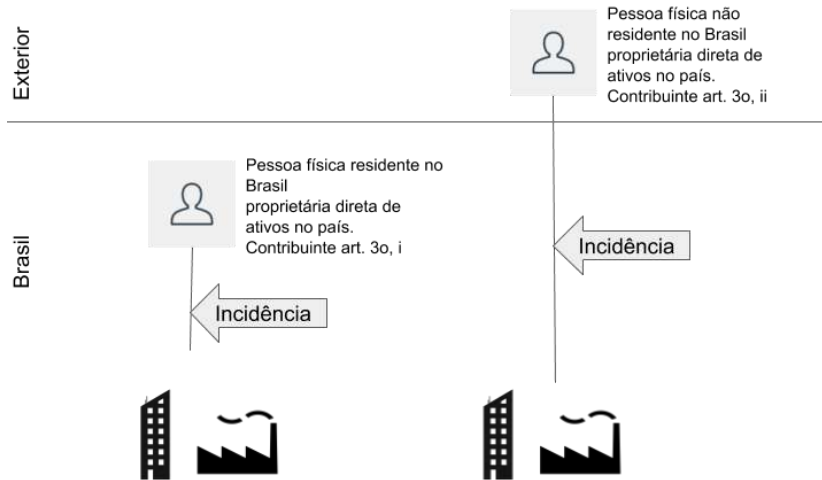 Exterior
Pessoa física não
residente no Brasil
proprietária direta de
ativos no país.
Contribuinte art. 3o, ii
Brasil
Pessoa física residente no
Brasil
proprietária direta de
ativos no país.
Contribuinte art. 3o, i
Incidência
Incidência